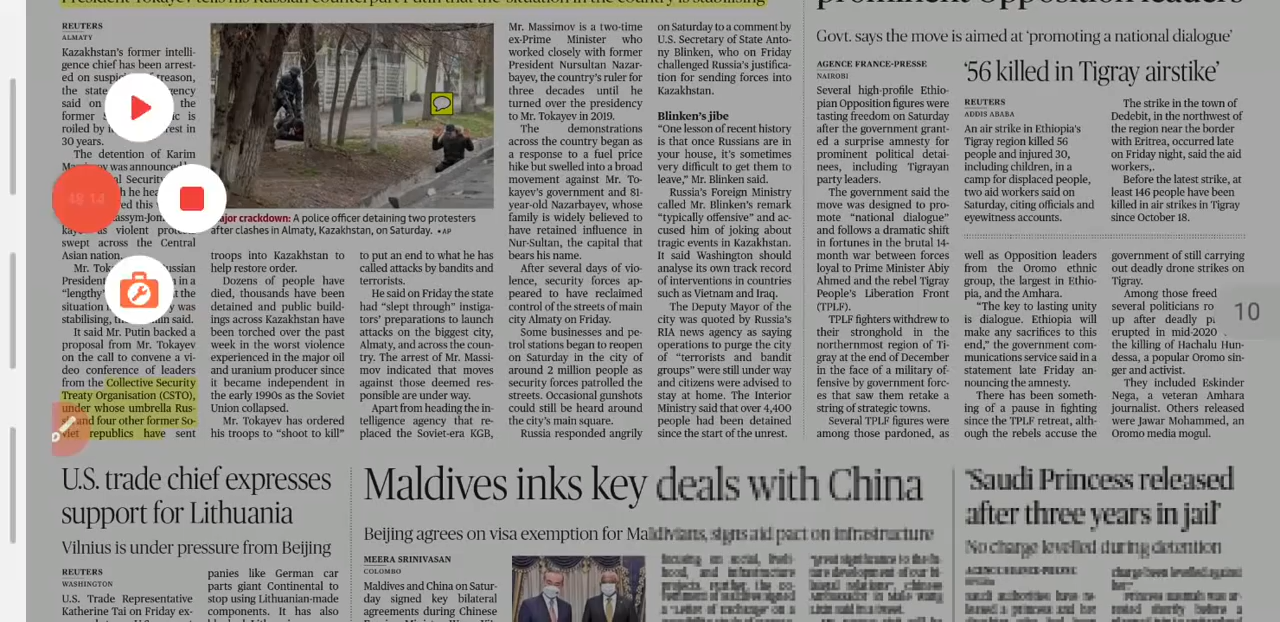 President Tokayev tells his Russian counterpart Putin that the situation in the country is stabilising
prominent Opposition leaders
Govt. says the move is aimed at ‘promoting a national dialogue’
REUTERS
ALMATY
Kazakhstan's former intelli-
gence chief has been arrest-
ed on suspicion of treason,
the state
said on the
former
roiled by in
30 years.
The detention of Karim
was announced
al Security
h he
ed this
assym-Jom
as violent
swept across the Central
Asian nation.
Mr. Russian
President in a
“lengthy”
situation y was
stabilising, said.
It said Mr. Putin backed a
proposal from Mr. Tokayev
on the call to convene a vi-
deo conference of leaders
from the Collective Security
Treaty Organisation (CSTO),
under whose umbrella Rus-
and four other former So-
viet republics have sent
48:14
Major crackdown: A police officer detaining two protesters
after clashes in Almaty, Kazakhstan, on Saturday. •AP
troops into Kazakhstan to
help restore order.
Dozens of people have
died, thousands have been
detained and public build-
ings across Kazakhstan have
been torched over the past
week in the worst violence
experienced in the major oil
and uranium producer since
it became independent in
the early 1990s as the Soviet
Union collapsed.
Mr. Tokayev has ordered
his troops to “shoot to kill”
to put an end to what he has
called attacks by bandits and
terrorists.
He said on Friday the state
had “slept through” instiga-
tors’ preparations to launch
attacks on the biggest city,
Almaty, and across the coun-
try. The arrest of Mr. Massi-
mov indicated that moves
against those deemed res-
ponsible are under way.
Apart from heading the in-
telligence agency that re-
placed the Soviet-era KGB,
Mr. Massimov is a two-time
ex-Prime Minister who
worked closely with former
President Nursultan Nazar-
bayev, the country's ruler for
three decades until he
turned over the presidency
to Mr. Tokayev in 2019.
The demonstrations
across the country began as
a response to a fuel price
hike but swelled into a broad
movement against Mr. To-
kayev's government and 81-
year-old Nazarbayev, whose
family is widely believed to
have retained influence in
Nur-Sultan, the capital that
bears his name.
After several days of vio-
lence, security forces ap-
peared to have reclaimed
control of the streets of main
city Almaty on Friday.
Some businesses and pe-
trol stations began to reopen
on Saturday in the city of
around 2 million people as
security forces patrolled the
streets. Occasional gunshots
could still be heard around
the city's main square.
Russia responded angrily
on Saturday to a comment by
U.S. Secretary of State Anto-
ny Blinken, who on Friday
challenged Russia's justifica-
tion for sending forces into
Kazakhstan.
Blinken's jibe
“One lesson of recent history
is that once Russians are in
your house, it's sometimes
very difficult to get them to
leave,” Mr. Blinken said.
Russia's Foreign Ministry
called Mr. Blinken's remark
“typically offensive” and ac-
cused him of joking about
tragic events in Kazakhstan.
It said Washington should
analyse its own track record
of interventions in countries
such as Vietnam and Iraq.
The Deputy Mayor of the
city was quoted by Russia's
RIA news agency as saying
operations to purge the city
of “terrorists and bandit
groups” were still under way
and citizens were advised to
stay at home. The Interior
Ministry said that over 4,400
people had been detained
since the start of the unrest.
AGENCE FRANCE-PRESSE
NAIROBI
Several high-profile Ethio-
pian Opposition figures were
tasting freedom on Saturday
after the government grant-
ed a surprise amnesty for
prominent political detai-
nees, including Tigrayan
party leaders.
The government said the
move was designed to pro-
mote “national dialogue”
and follows a dramatic shift
in fortunes in the brutal 14-
month war between forces
loyal to Prime Minister Abiy
Ahmed and the rebel Tigray
People's Liberation Front
(TPLF).
TPLF fighters withdrew to
their stronghold in the
northernmost region of Ti-
gray at the end of December
in the face of a military of-
fensive by government forc-
es that saw them retake a
string of strategic towns.
Several TPLF figures were
among those pardoned, as
‘56 killed in Tigray airstike’
REUTERS
ADDIS ABABA
An air strike in Ethiopia's
Tigray region killed 56
people and injured 30,
including children, in a
camp for displaced people,
two aid workers said on
Saturday, citing officials and
eyewitness accounts.
The strike in the town of
Dedebit, in the northwest of
the region near the border
with Eritrea, occurred late
on Friday night, said the aid
workers,.
Before the latest strike, at
least 146 people have been
killed in air strikes in Tigray
since October 18.
well as Opposition leaders
from the Oromo ethnic
group, the largest in Ethio-
pia, and the Amhara.
“The key to lasting unity
is dialogue. Ethiopia will
make any sacrifices to this
end,” the government com-
munications service said in a
statement late Friday an-
nouncing the amnesty.
There has been someth-
ing of a pause in fighting
since the TPLF retreat, alth-
ough the rebels accuse the
government of still carrying
out deadly drone strikes on
Tigray.
Among those freed
several politicians ro
up after deadly
erupted in mid-2020
the killing of Hachalu Hun-
dessa, a popular Oromo sin-
ger and activist.
They included Eskinder
Nega, a veteran Amhara
journalist. Others released
were Jawar Mohammed, an
Oromo media mogul.
10
U.S. trade chief expresses
support for Lithuania
Vilnius is under pressure from Beijing
REUTERS
WASHINGTON
U.S. Trade Representative
Katherine Tai on Friday ex-
panies like German car
parts giant Continental to
stop using Lithuanian-made
components. It has also
Maldives inks key deals with China
Beijing agrees on visa exemption for Maldivians, signs aid pact on infrastructure
MEERA SRINIVASAN
COLOMBO
Maldives and China on Satur-
day signed key bilateral
agreements during Chinese
‘Saudi Princess released
after three years in jail’
No charge levelled during detention